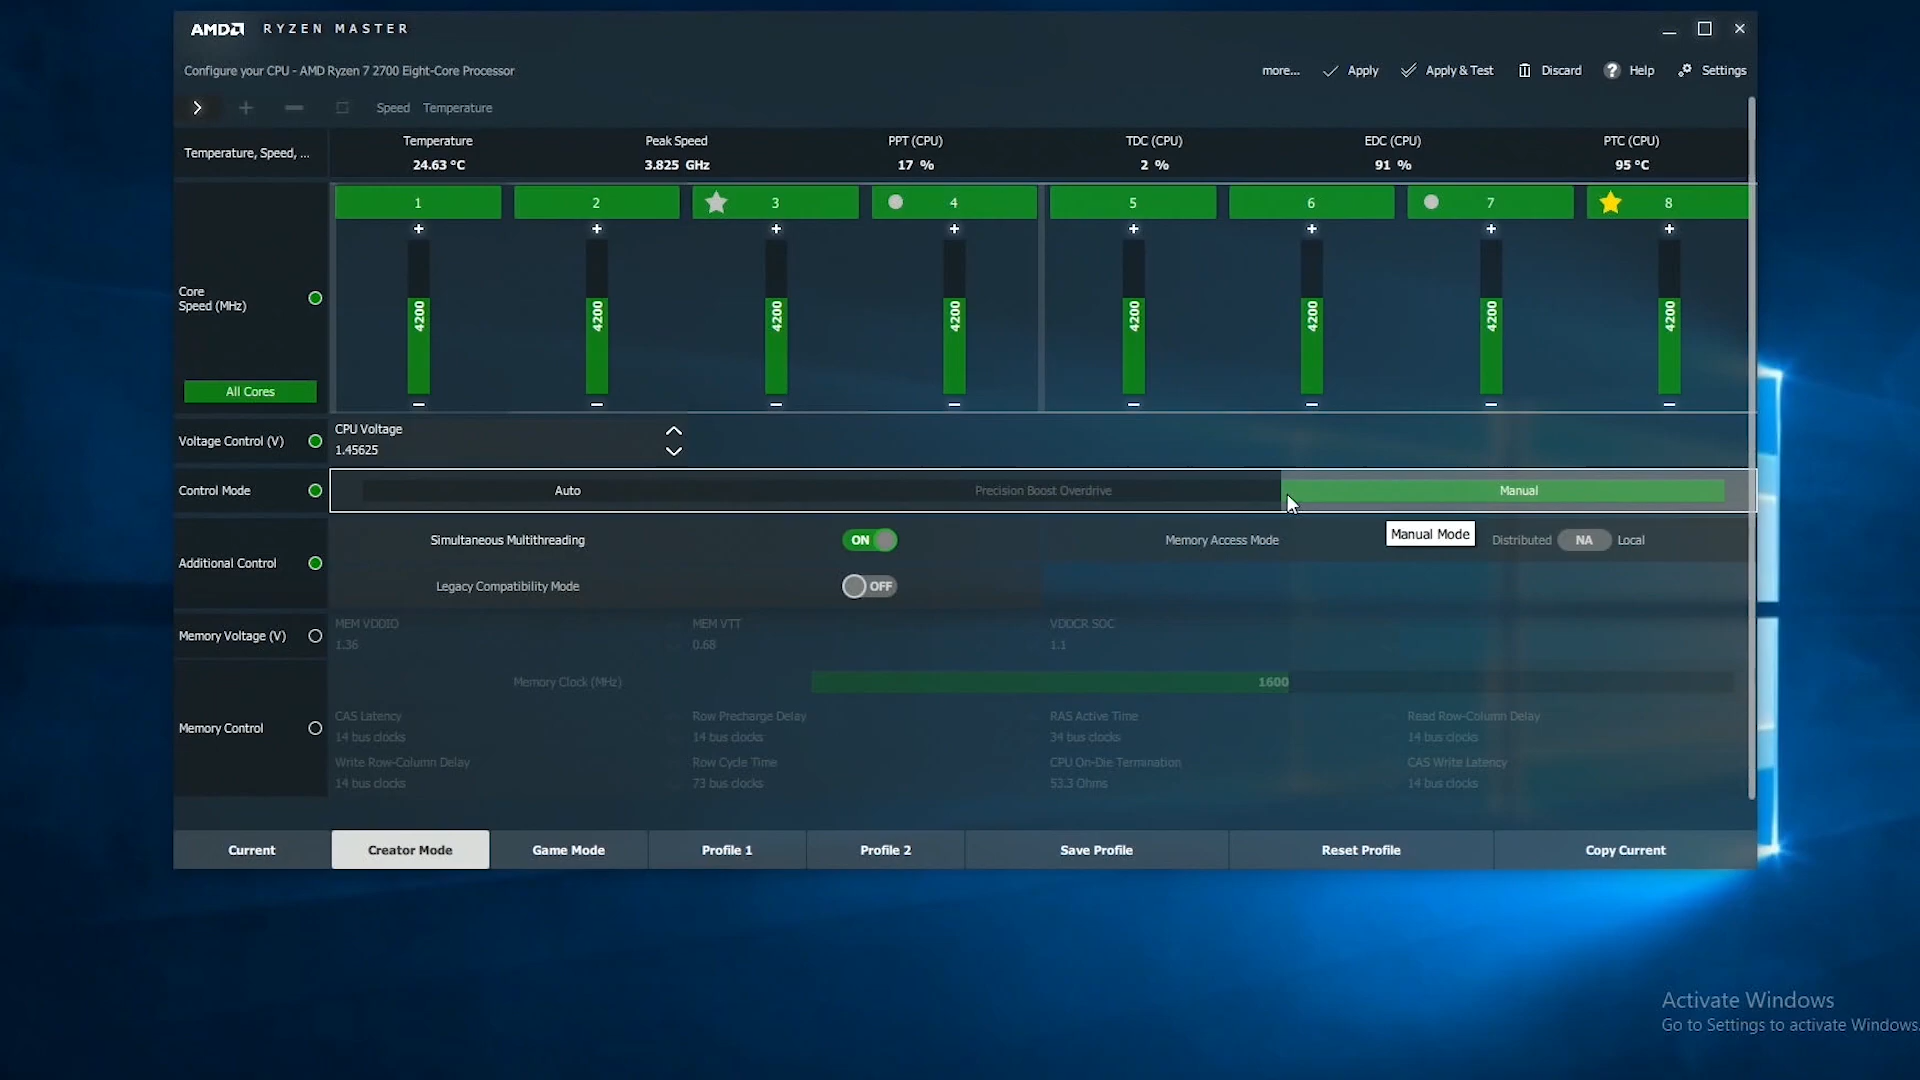 AMD RYZEN MASTER
Configure your CPU - AMD Ryzen 7 2700 Eight-Core Processor
more... Apply Apply & Test Discard ? Help Settings
Speed Temperature
Temperature, Speed, ...
Temperature Peak Speed PPT (CPU) TDC (CPU) EDC (CPU) PTC (CPU)
24.63 °C 3.825 GHz 17 % 2 % 91 % 95 °C
1 2 3 4 5 6 7 8
+ + + + + + + +
Core
Speed (MHz)
4200 4200 4200 4200 4200 4200 4200 4200
All Cores
− − − − − − − −
Voltage Control (V)
CPU Voltage
1.45625
Control Mode Auto Precision Boost Overdrive Manual
Manual Mode
Additional Control
Simultaneous Multithreading ON Memory Access Mode Distributed NA Local
Legacy Compatibility Mode OFF
Memory Voltage (V)
MEM VDDIO MEM VTT VDDCR SOC
1.36 0.68 1.1
Memory Control
Memory Clock (MHz) 1600
CAS Latency Row Precharge Delay RAS Active Time Read Row-Column Delay
14 bus clocks 14 bus clocks 34 bus clocks 14 bus clocks
Write Row-Column Delay Row Cycle Time CPU On-Die Termination CAS Write Latency
14 bus clocks 73 bus clocks 53.3 Ohms 14 bus clocks
Current Creator Mode Game Mode Profile 1 Profile 2 Save Profile Reset Profile Copy Current
Activate Windows
Go to Settings to activate Windows.